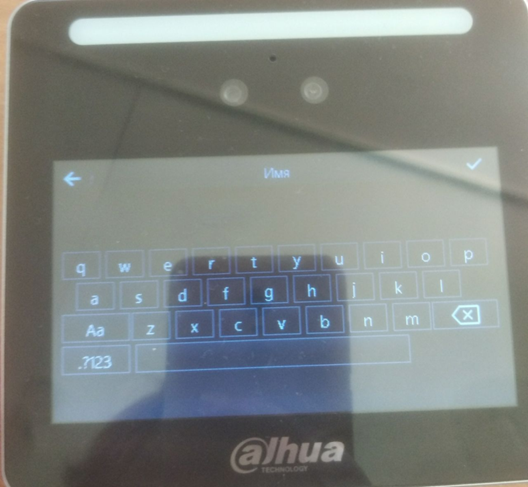 Имя
q w e r t y u i o p
a s d f g h j k l
Aa z x c v b n m
.?123
alhua
TECHNOLOGY